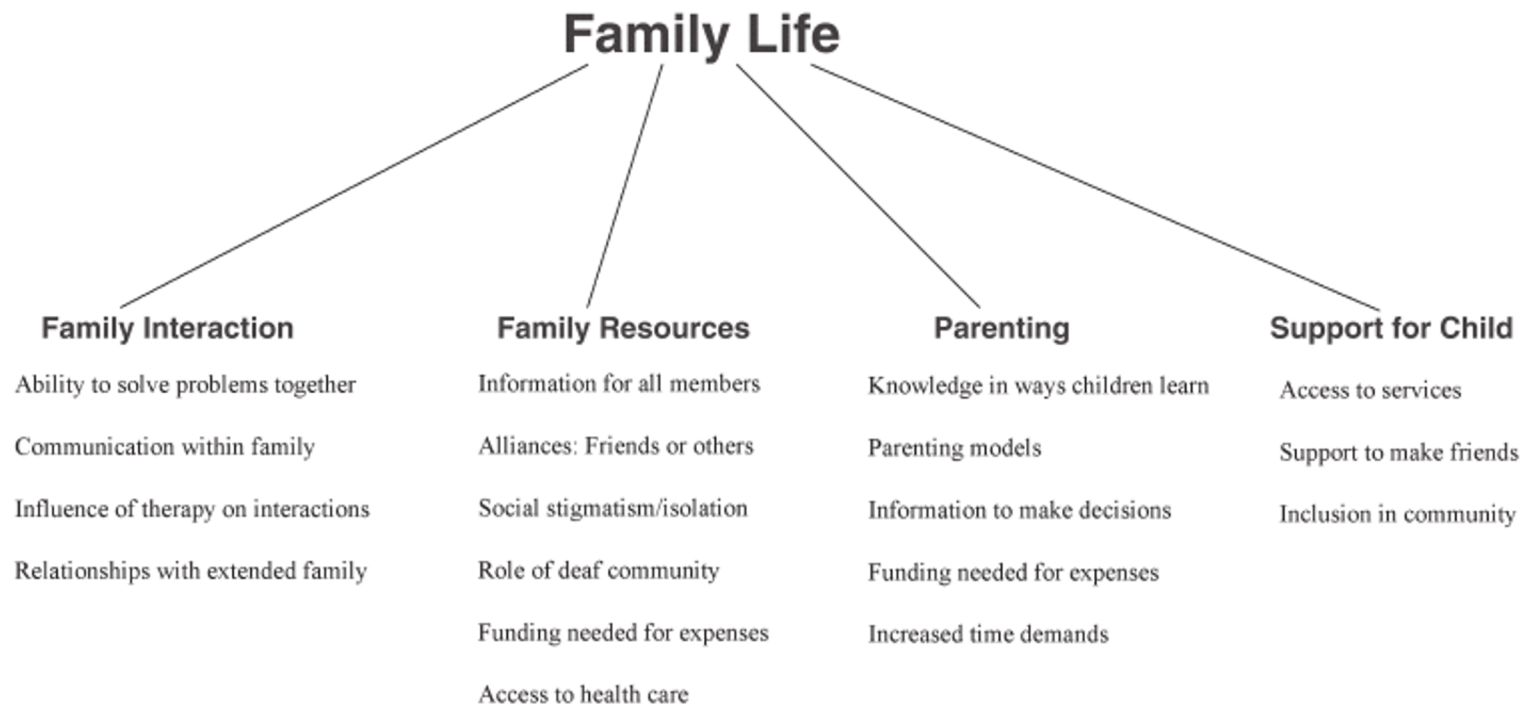 Family Life
Family Interaction
Ability to solve problems together
Communication within family
Influence of therapy on interactions
Relationships with extended family
Family Resources
Information for all members
Alliances: Friends or others
Social stigmatism/isolation
Role of deaf community
Funding needed for expenses
Access to health care
Parenting
Knowledge in ways children learn
Parenting models
Information to make decisions
Funding needed for expenses
Increased time demands
Support for Child
Access to services
Support to make friends
Inclusion in community